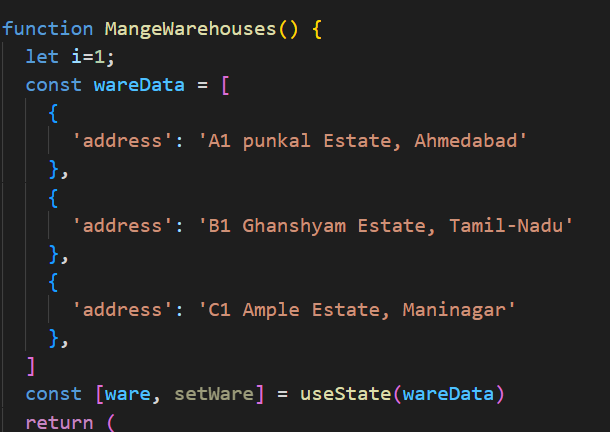 function MangeWarehouses() {
let i=1;
const wareData = [
{
'address': 'A1 punkal Estate, Ahmedabad'
},
{
'address': 'B1 Ghanshyam Estate, Tamil-Nadu'
},
{
'address': 'C1 Ample Estate, Maninagar'
},
]
const [ware, setWare] = useState(wareData)
return (